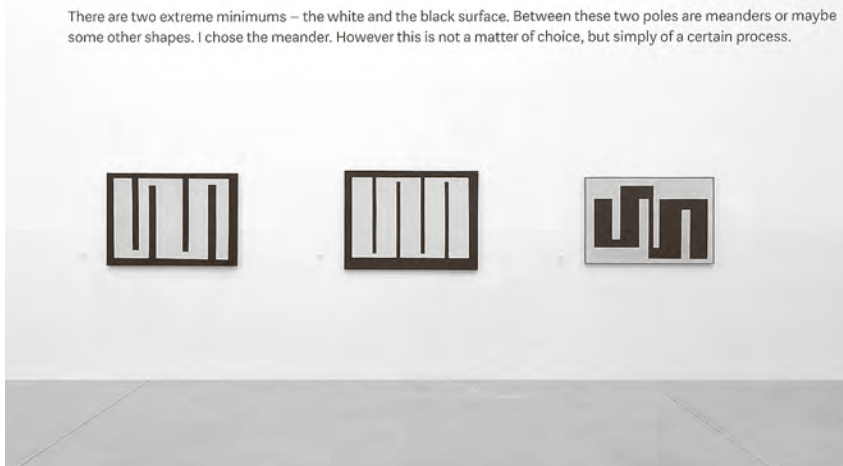 There are two extreme minimums – the white and the black surface. Between these two poles are meanders or maybe
some other shapes. I chose the meander. However this is not a matter of choice, but simply of a certain process.